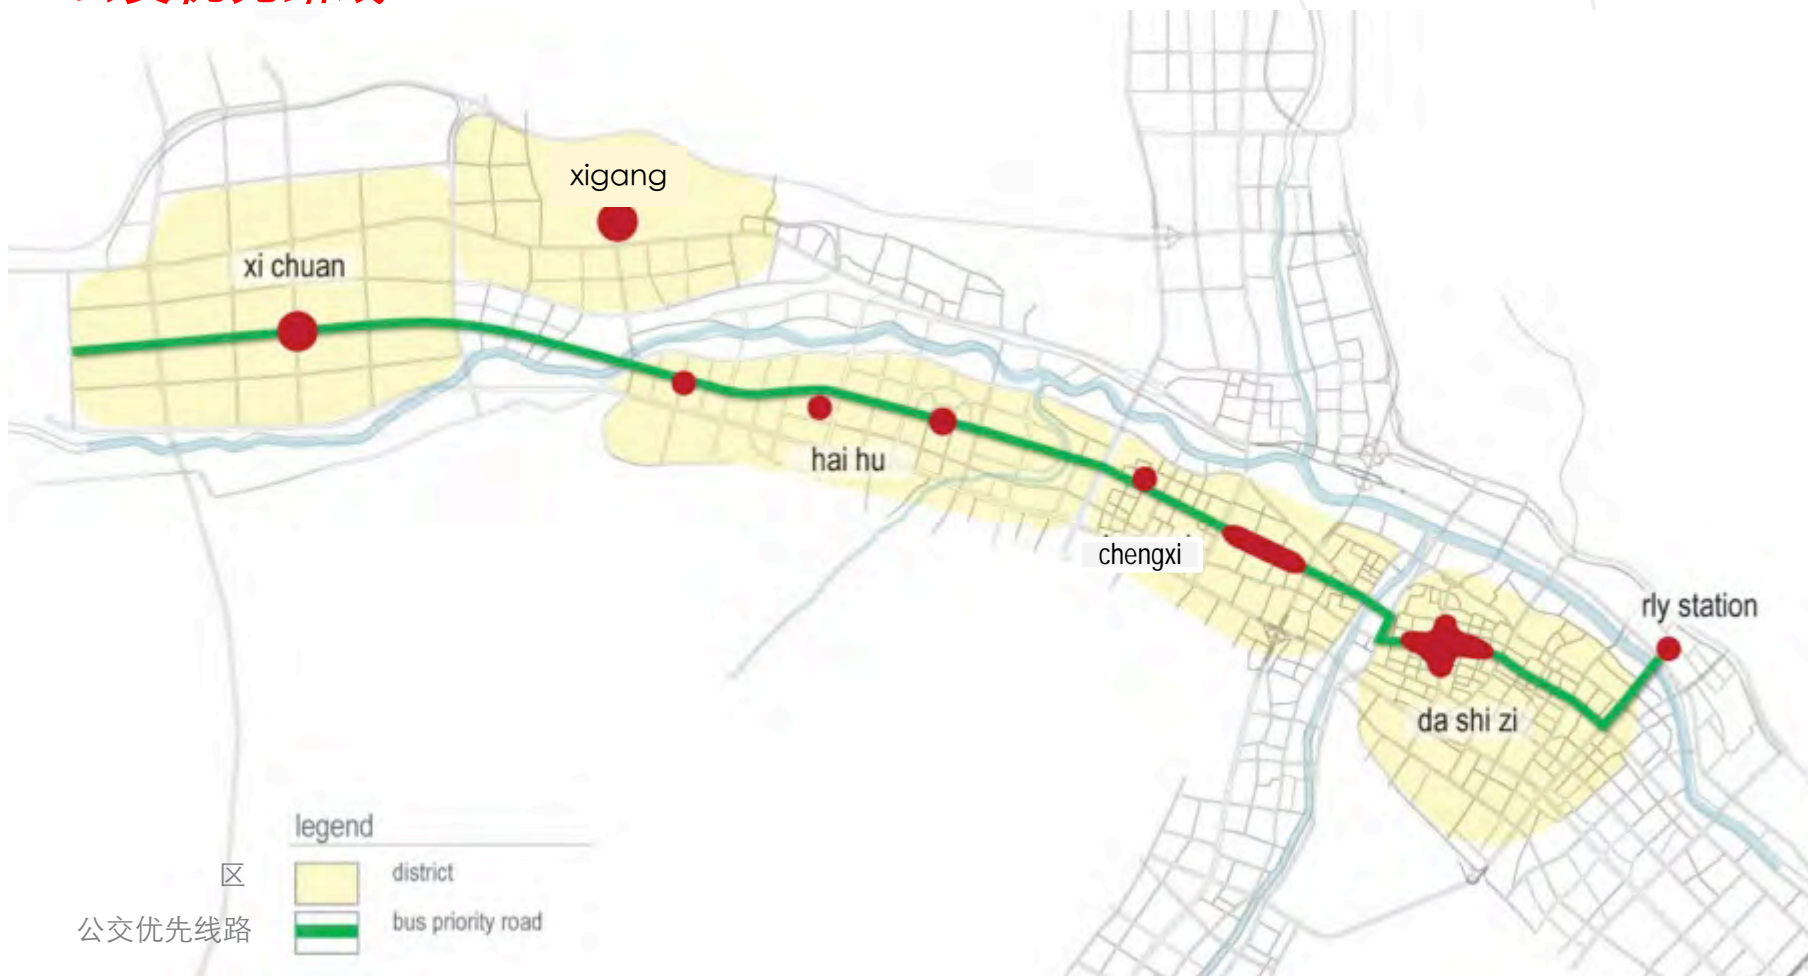 xigang
xi chuan
hai hu
chengxi
rly station
da shi zi
legend
区 district
公交优先线路 bus priority road